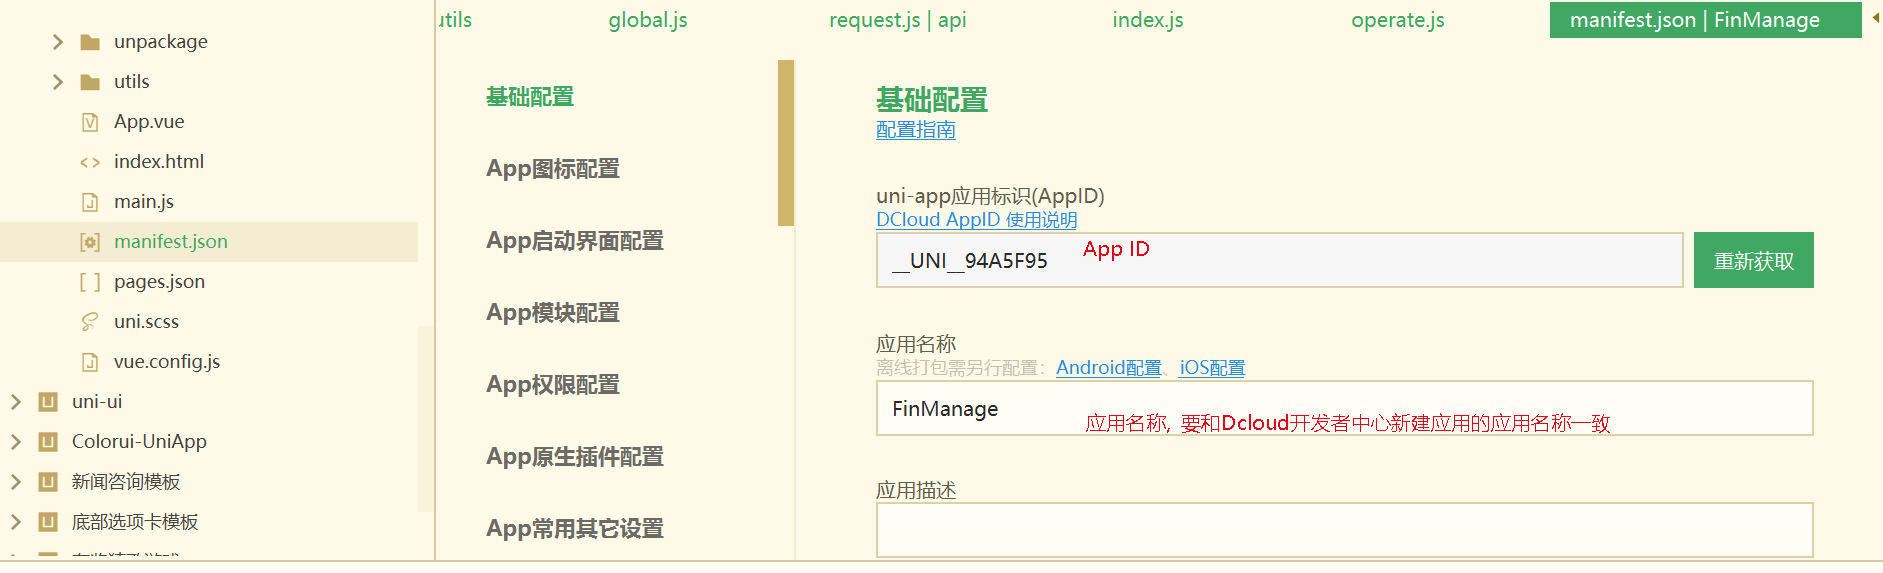 utils
global.js
request.js | api
index.js
operate.js
manifest.json | FinManage
unpackage
utils
App.vue
index.html
main.js
manifest.json
pages.json
uni.scss
vue.config.js
uni-ui
Colorui-UniApp
新闻咨询模板
底部选项卡模板
基础配置
App图标配置
App启动界面配置
App模块配置
App权限配置
App原生插件配置
App常用其它设置
基础配置
配置指南
uni-app应用标识(AppID)
DCloud AppID 使用说明
__UNI__94A5F95
App ID
重新获取
应用名称
离线打包需另行配置：Android配置、iOS配置
FinManage
应用名称, 要和Dcloud开发者中心新建应用的应用名称一致
应用描述